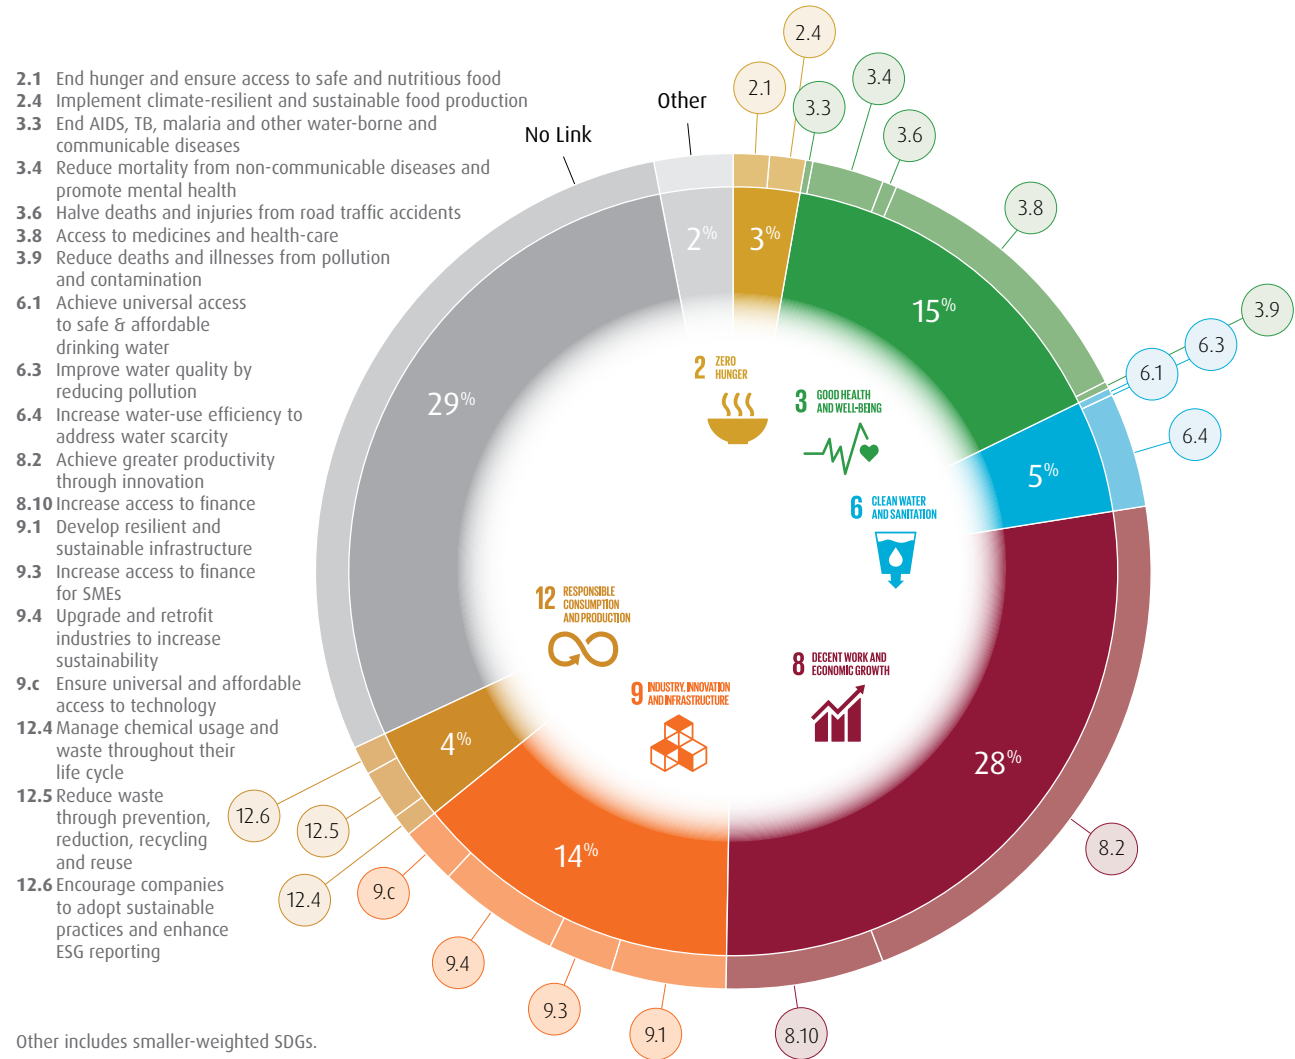 2.1 End hunger and ensure access to safe and nutritious food
2.4 Implement climate-resilient and sustainable food production
3.3 End AIDS, TB, malaria and other water-borne and
communicable diseases
3.4 Reduce mortality from non-communicable diseases and
promote mental health
3.6 Halve deaths and injuries from road traffic accidents
3.8 Access to medicines and health-care
3.9 Reduce deaths and illnesses from pollution
and contamination
6.1 Achieve universal access
to safe & affordable
drinking water
6.3 Improve water quality by
reducing pollution
6.4 Increase water-use efficiency to
address water scarcity
8.2 Achieve greater productivity
through innovation
8.10 Increase access to finance
9.1 Develop resilient and
sustainable infrastructure
9.3 Increase access to finance
for SMEs
9.4 Upgrade and retrofit
industries to increase
sustainability
9.c Ensure universal and affordable
access to technology
12.4 Manage chemical usage and
waste throughout their
life cycle
12.5 Reduce waste
through prevention,
reduction, recycling
and reuse
12.6 Encourage companies
to adopt sustainable
practices and enhance
ESG reporting
Other includes smaller-weighted SDGs.
No Link
Other
2.1
2.4
3.3
3.4
3.6
3.8
3.9
6.3
6.1
6.4
8.2
8.10
9.1
9.3
9.4
9.c
12.4
12.5
12.6
2%
3%
15%
5%
28%
14%
4%
29%
2 ZERO
HUNGER
3 GOOD HEALTH
AND WELL-BEING
6 CLEAN WATER
AND SANITATION
8 DECENT WORK AND
ECONOMIC GROWTH
9 INDUSTRY, INNOVATION
AND INFRASTRUCTURE
12 RESPONSIBLE
CONSUMPTION
AND PRODUCTION